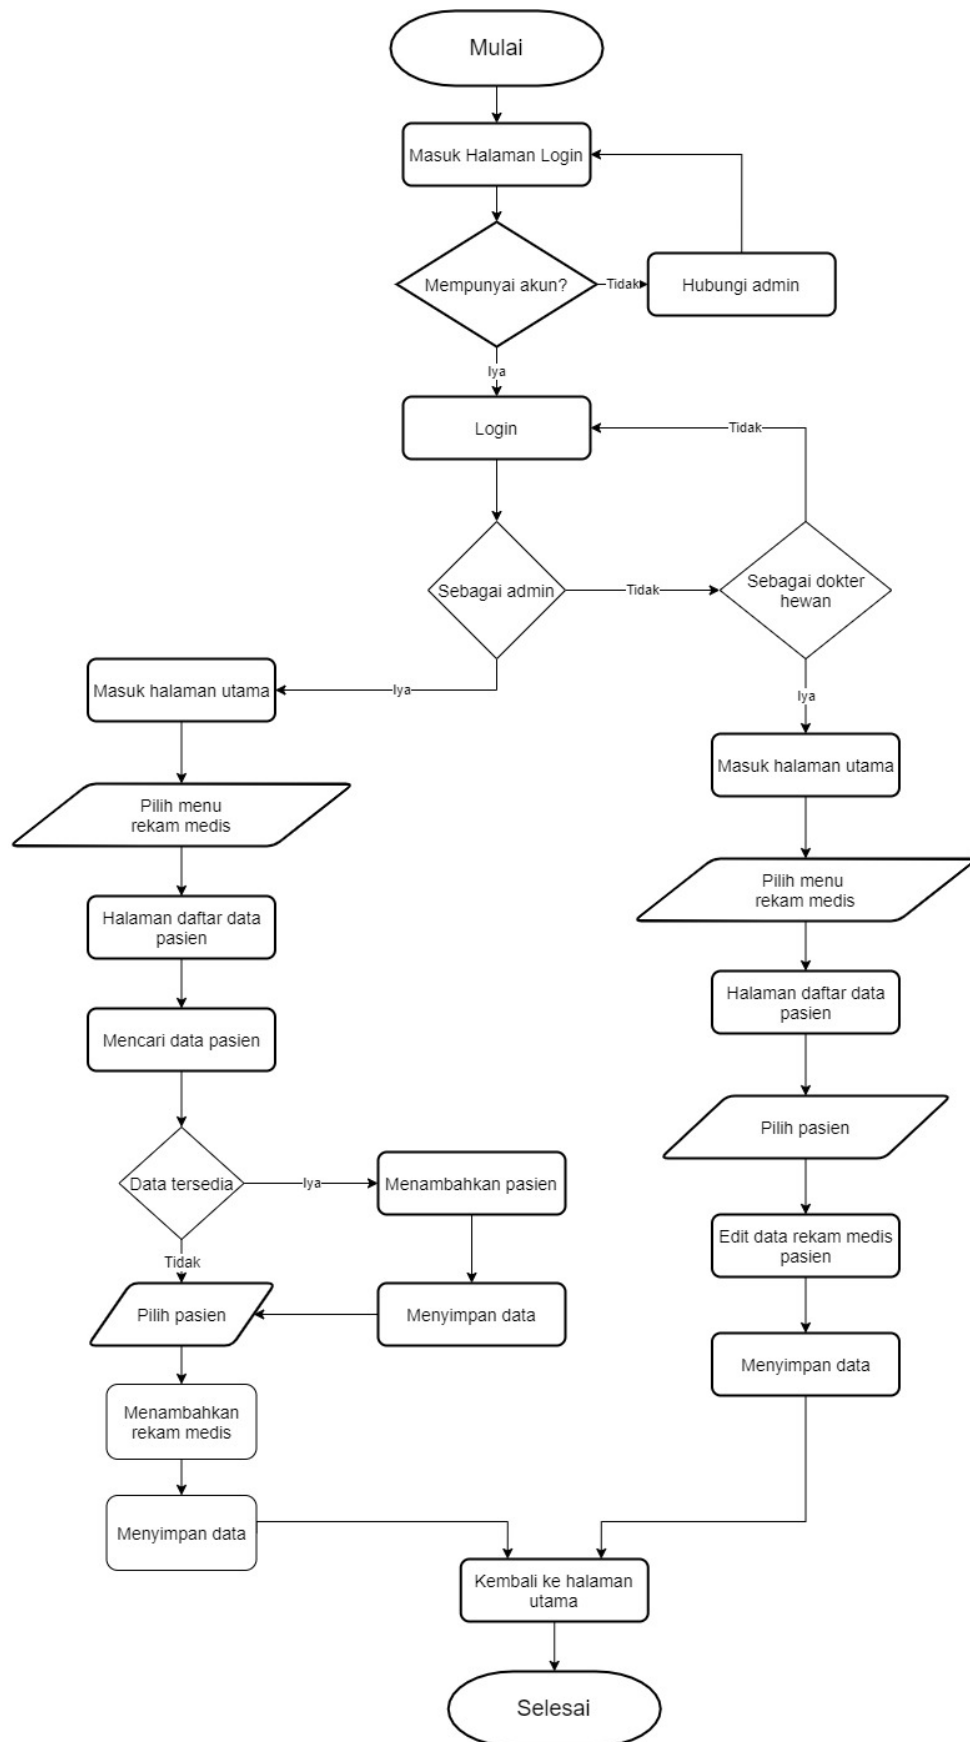 Mulai
Masuk Halaman Login
Mempunyai akun?
Tidak
Hubungi admin
Iya
Login
Tidak
Sebagai admin
Tidak
Sebagai dokter
hewan
Iya
Masuk halaman utama
Pilih menu
rekam medis
Halaman daftar data
pasien
Mencari data pasien
Data tersedia
Iya
Menambahkan pasien
Menyimpan data
Tidak
Pilih pasien
Menambahkan
rekam medis
Menyimpan data
Iya
Masuk halaman utama
Pilih menu
rekam medis
Halaman daftar data
pasien
Pilih pasien
Edit data rekam medis
pasien
Menyimpan data
Kembali ke halaman
utama
Selesai